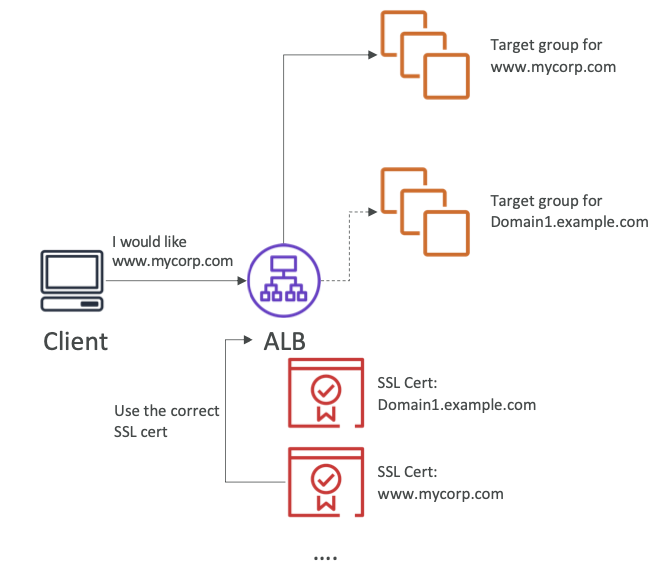 Target group for
www.mycorp.com
Target group for
Domain1.example.com
I would like
www.mycorp.com
Client
ALB
SSL Cert:
Domain1.example.com
Use the correct
SSL cert
SSL Cert:
www.mycorp.com
....